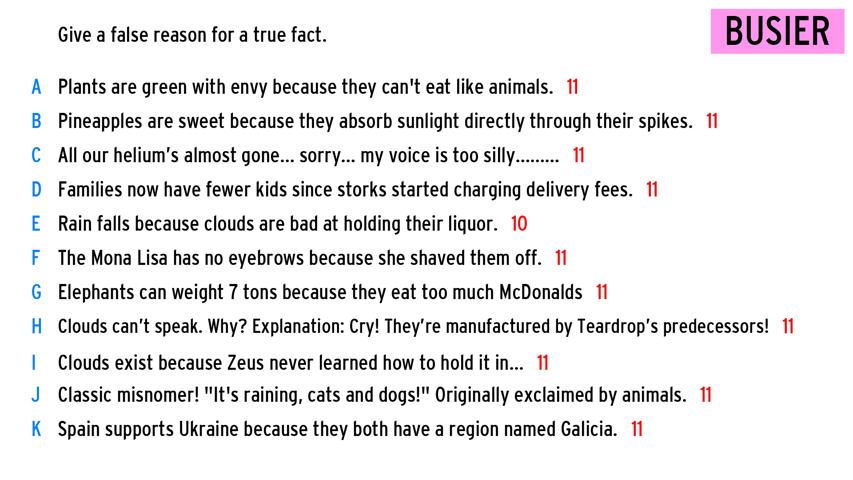 Give a false reason for a true fact.
BUSIER
A Plants are green with envy because they can't eat like animals. 11
B Pineapples are sweet because they absorb sunlight directly through their spikes. 11
C All our helium's almost gone... sorry... my voice is too silly......... 11
D Families now have fewer kids since storks started charging delivery fees. 11
E Rain falls because clouds are bad at holding their liquor. 10
F The Mona Lisa has no eyebrows because she shaved them off. 11
G Elephants can weight 7 tons because they eat too much McDonalds 11
H Clouds can't speak. Why? Explanation: Cry! They're manufactured by Teardrop's predecessors! 11
I Clouds exist because Zeus never learned how to hold it in... 11
J Classic misnomer! "It's raining, cats and dogs!" Originally exclaimed by animals. 11
K Spain supports Ukraine because they both have a region named Galicia. 11